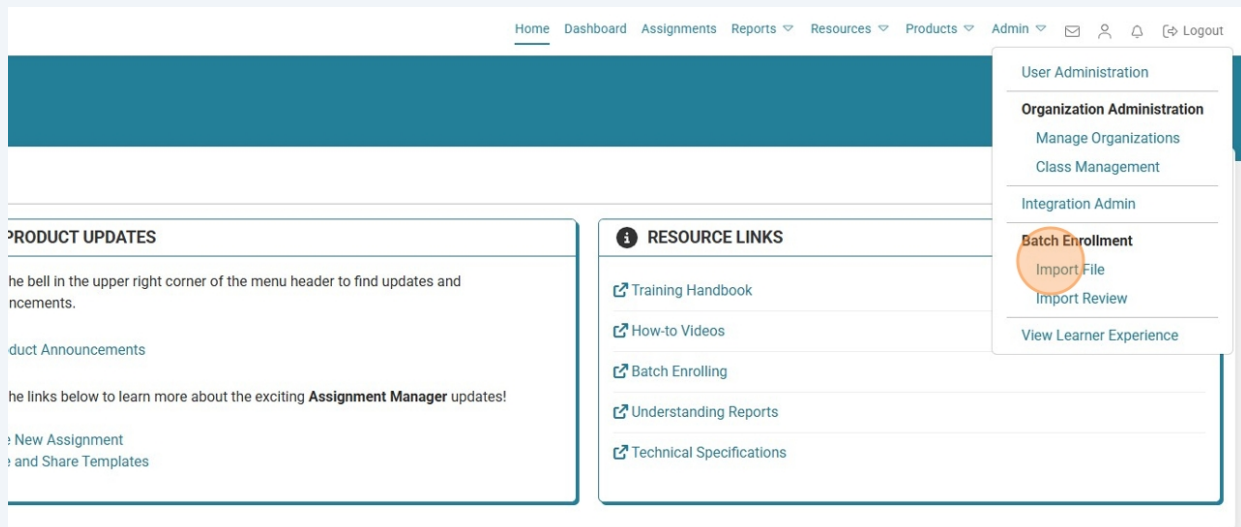 Home Dashboard Assignments Reports Resources Products Admin Logout
User Administration
Organization Administration
Manage Organizations
Class Management
Integration Admin
Batch Enrollment
Import File
Import Review
View Learner Experience
PRODUCT UPDATES
he bell in the upper right corner of the menu header to find updates and
ncements.
duct Announcements
he links below to learn more about the exciting Assignment Manager updates!
New Assignment
and Share Templates
RESOURCE LINKS
Training Handbook
How-to Videos
Batch Enrolling
Understanding Reports
Technical Specifications